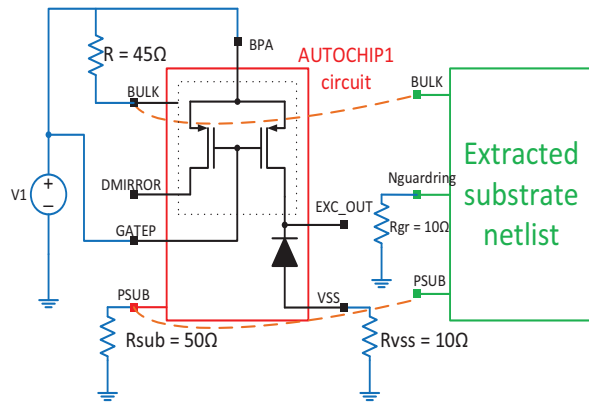 BPA
R = 45Ω
AUTOCHIP1
circuit
BULK
BULK
Extracted
substrate
netlist
V1
+
−
DMIRROR
Nguardring
EXC_OUT
Rgr = 10Ω
GATEP
PSUB
VSS
PSUB
Rsub = 50Ω
Rvss = 10Ω